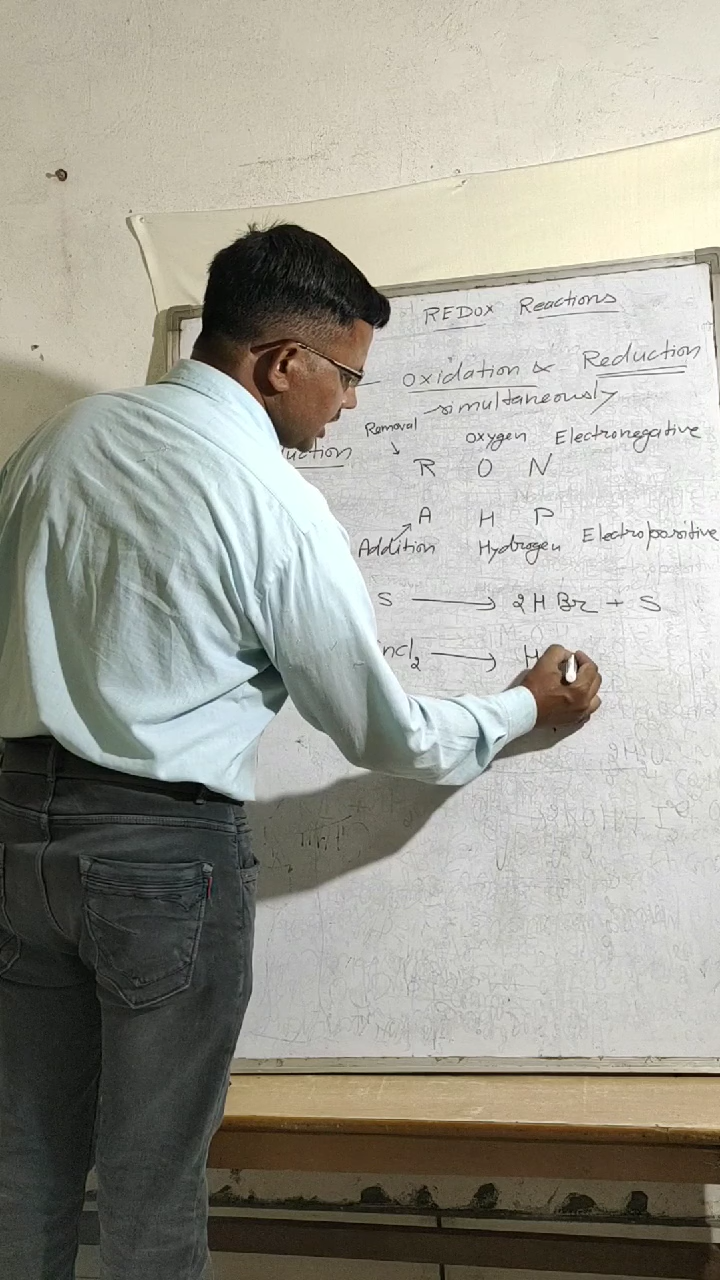 REDOX Reactions
Oxidation & Reduction
simultaneously
Removal
oxygen Electronegative
uction
R O N
A H P
Addition Hydrogen Electropositive
S ⟶ 2HBr + S
ncl₂ ⟶ H